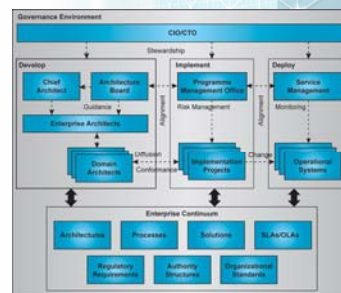 Governance Environment
CIO/CTO
Stewardship
Develop
Implement
Deploy
Chief
Architect
Architecture
Board
Programme
Management Office
Service
Management
Guidance
Alignment
Risk Management
Alignment
Monitoring
Enterprise Architects
Diffusion
Conformance
Change
Domain
Architects
Implementation
Projects
Operational
Systems
Enterprise Continuum
Architectures
Processes
Solutions
SLAs/OLAs
Regulatory
Requirements
Authority
Structures
Organizational
Standards